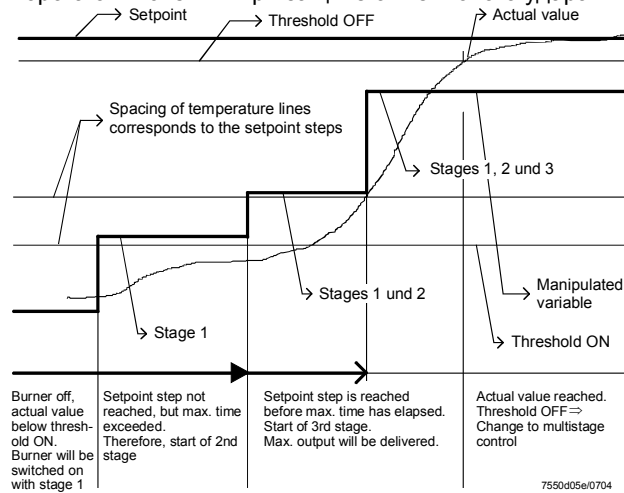 Setpoint
Threshold OFF
Actual value
Spacing of temperature lines
corresponds to the setpoint steps
Stages 1, 2 und 3
Stages 1 und 2
Manipulated
variable
Stage 1
Threshold ON
Burner off,
actual value
below thresh-
old ON.
Burner will be
switched on
with stage 1
Setpoint step not
reached, but max. time
exceeded.
Therefore, start of 2nd
stage
Setpoint step is reached
before max. time has elapsed.
Start of 3rd stage.
Max. output will be delivered.
Actual value reached.
Threshold OFF⇒
Change to multistage
control
7550d05e/0704